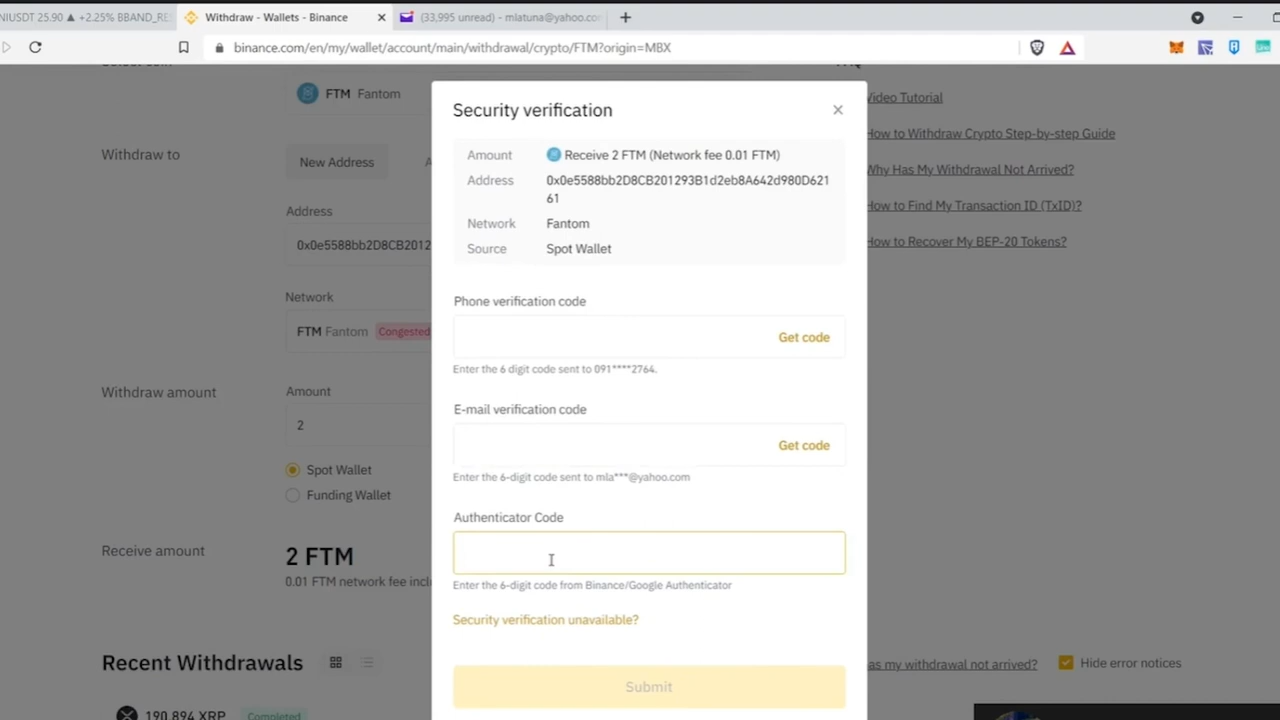 NIUSDT 25.90 ▲ +2.25% BBAND_RE
Withdraw - Wallets - Binance
(33,995 unread) - mlatuna@yahoo.co
binance.com/en/my/wallet/account/main/withdrawal/crypto/FTM?origin=MBX
FTM Fantom
Withdraw to
New Address
Address
0x0e5588bb2D8CB2012
Network
FTM Fantom Congested
Withdraw amount
Amount
2
Spot Wallet
Funding Wallet
Receive amount
2 FTM
0.01 FTM network fee inclu
Recent Withdrawals
190.894 XRP Completed
Security verification
Amount Receive 2 FTM (Network fee 0.01 FTM)
Address 0x0e5588bb2D8CB201293B1d2eb8A642d980D621
61
Network Fantom
Source Spot Wallet
Phone verification code
Get code
Enter the 6 digit code sent to 091****2764.
E-mail verification code
Get code
Enter the 6-digit code sent to mla***@yahoo.com
Authenticator Code
Enter the 6-digit code from Binance/Google Authenticator
Security verification unavailable?
Submit
Video Tutorial
How to Withdraw Crypto Step-by-step Guide
Why Has My Withdrawal Not Arrived?
How to Find My Transaction ID (TxID)?
How to Recover My BEP-20 Tokens?
as my withdrawal not arrived?
Hide error notices